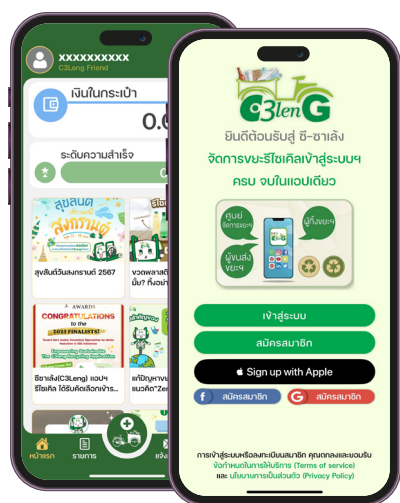 xxxxxxxxxx
C3Leng Friend
เงินในกระเป๋า
0.0
ระดับความสำเร็จ
สุขสันต์
สงกรานต์
สุขสันต์วันสงกรานต์ 2567
ขวดพลาสติ
AWARDS
CONGRATULATIONS
to the
2023 FINALISTS!
ซีซาเล้ง(C3Leng) แอปฯ
รีไซเคิล ได้รับคัดเลือกเข้าร...
แก้ปัญหาขย
แนวคิด"Zer
หน้าแรก
รายการ
แจ้ง
C3lenG
ยินดีต้อนรับสู่ ซี-ซาเล้ง
จัดการขยะรีไซเคิลเข้าสู่ระบบฯ
ครบ จบในแอปเดียว
ศูนย์
จัดการขยะฯ
ผู้ทิ้งขยะฯ
ผู้ขนส่ง
ขยะฯ
เข้าสู่ระบบ
สมัครสมาชิก
Sign up with Apple
f สมัครสมาชิก
G สมัครสมาชิก
การเข้าสู่ระบบหรือลงทะเบียนสมาชิก คุณตกลงและยอมรับ
ข้อกำหนดในการให้บริการ (Terms of service)
และ นโยบายการเป็นส่วนตัว (Privacy Policy)